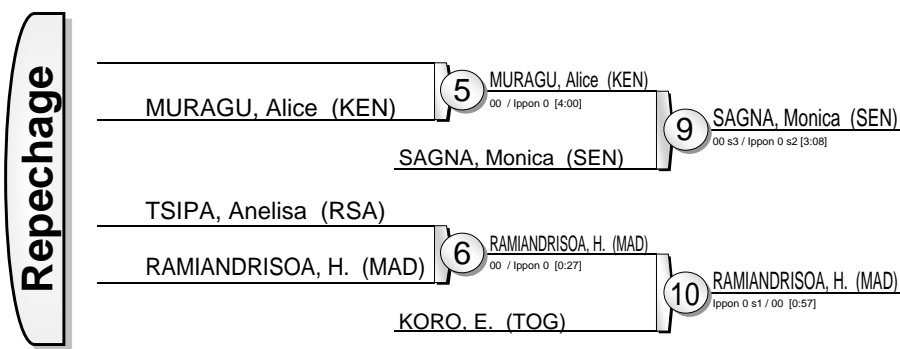 Repechage
MURAGU, Alice (KEN)
5
MURAGU, Alice (KEN)
00 / Ippon 0 [4:00]
SAGNA, Monica (SEN)
9
SAGNA, Monica (SEN)
00 s3 / Ippon 0 s2 [3:08]
TSIPA, Anelisa (RSA)
RAMIANDRISOA, H. (MAD)
6
RAMIANDRISOA, H. (MAD)
00 / Ippon 0 [0:27]
KORO, E. (TOG)
10
RAMIANDRISOA, H. (MAD)
Ippon 0 s1 / 00 [0:57]